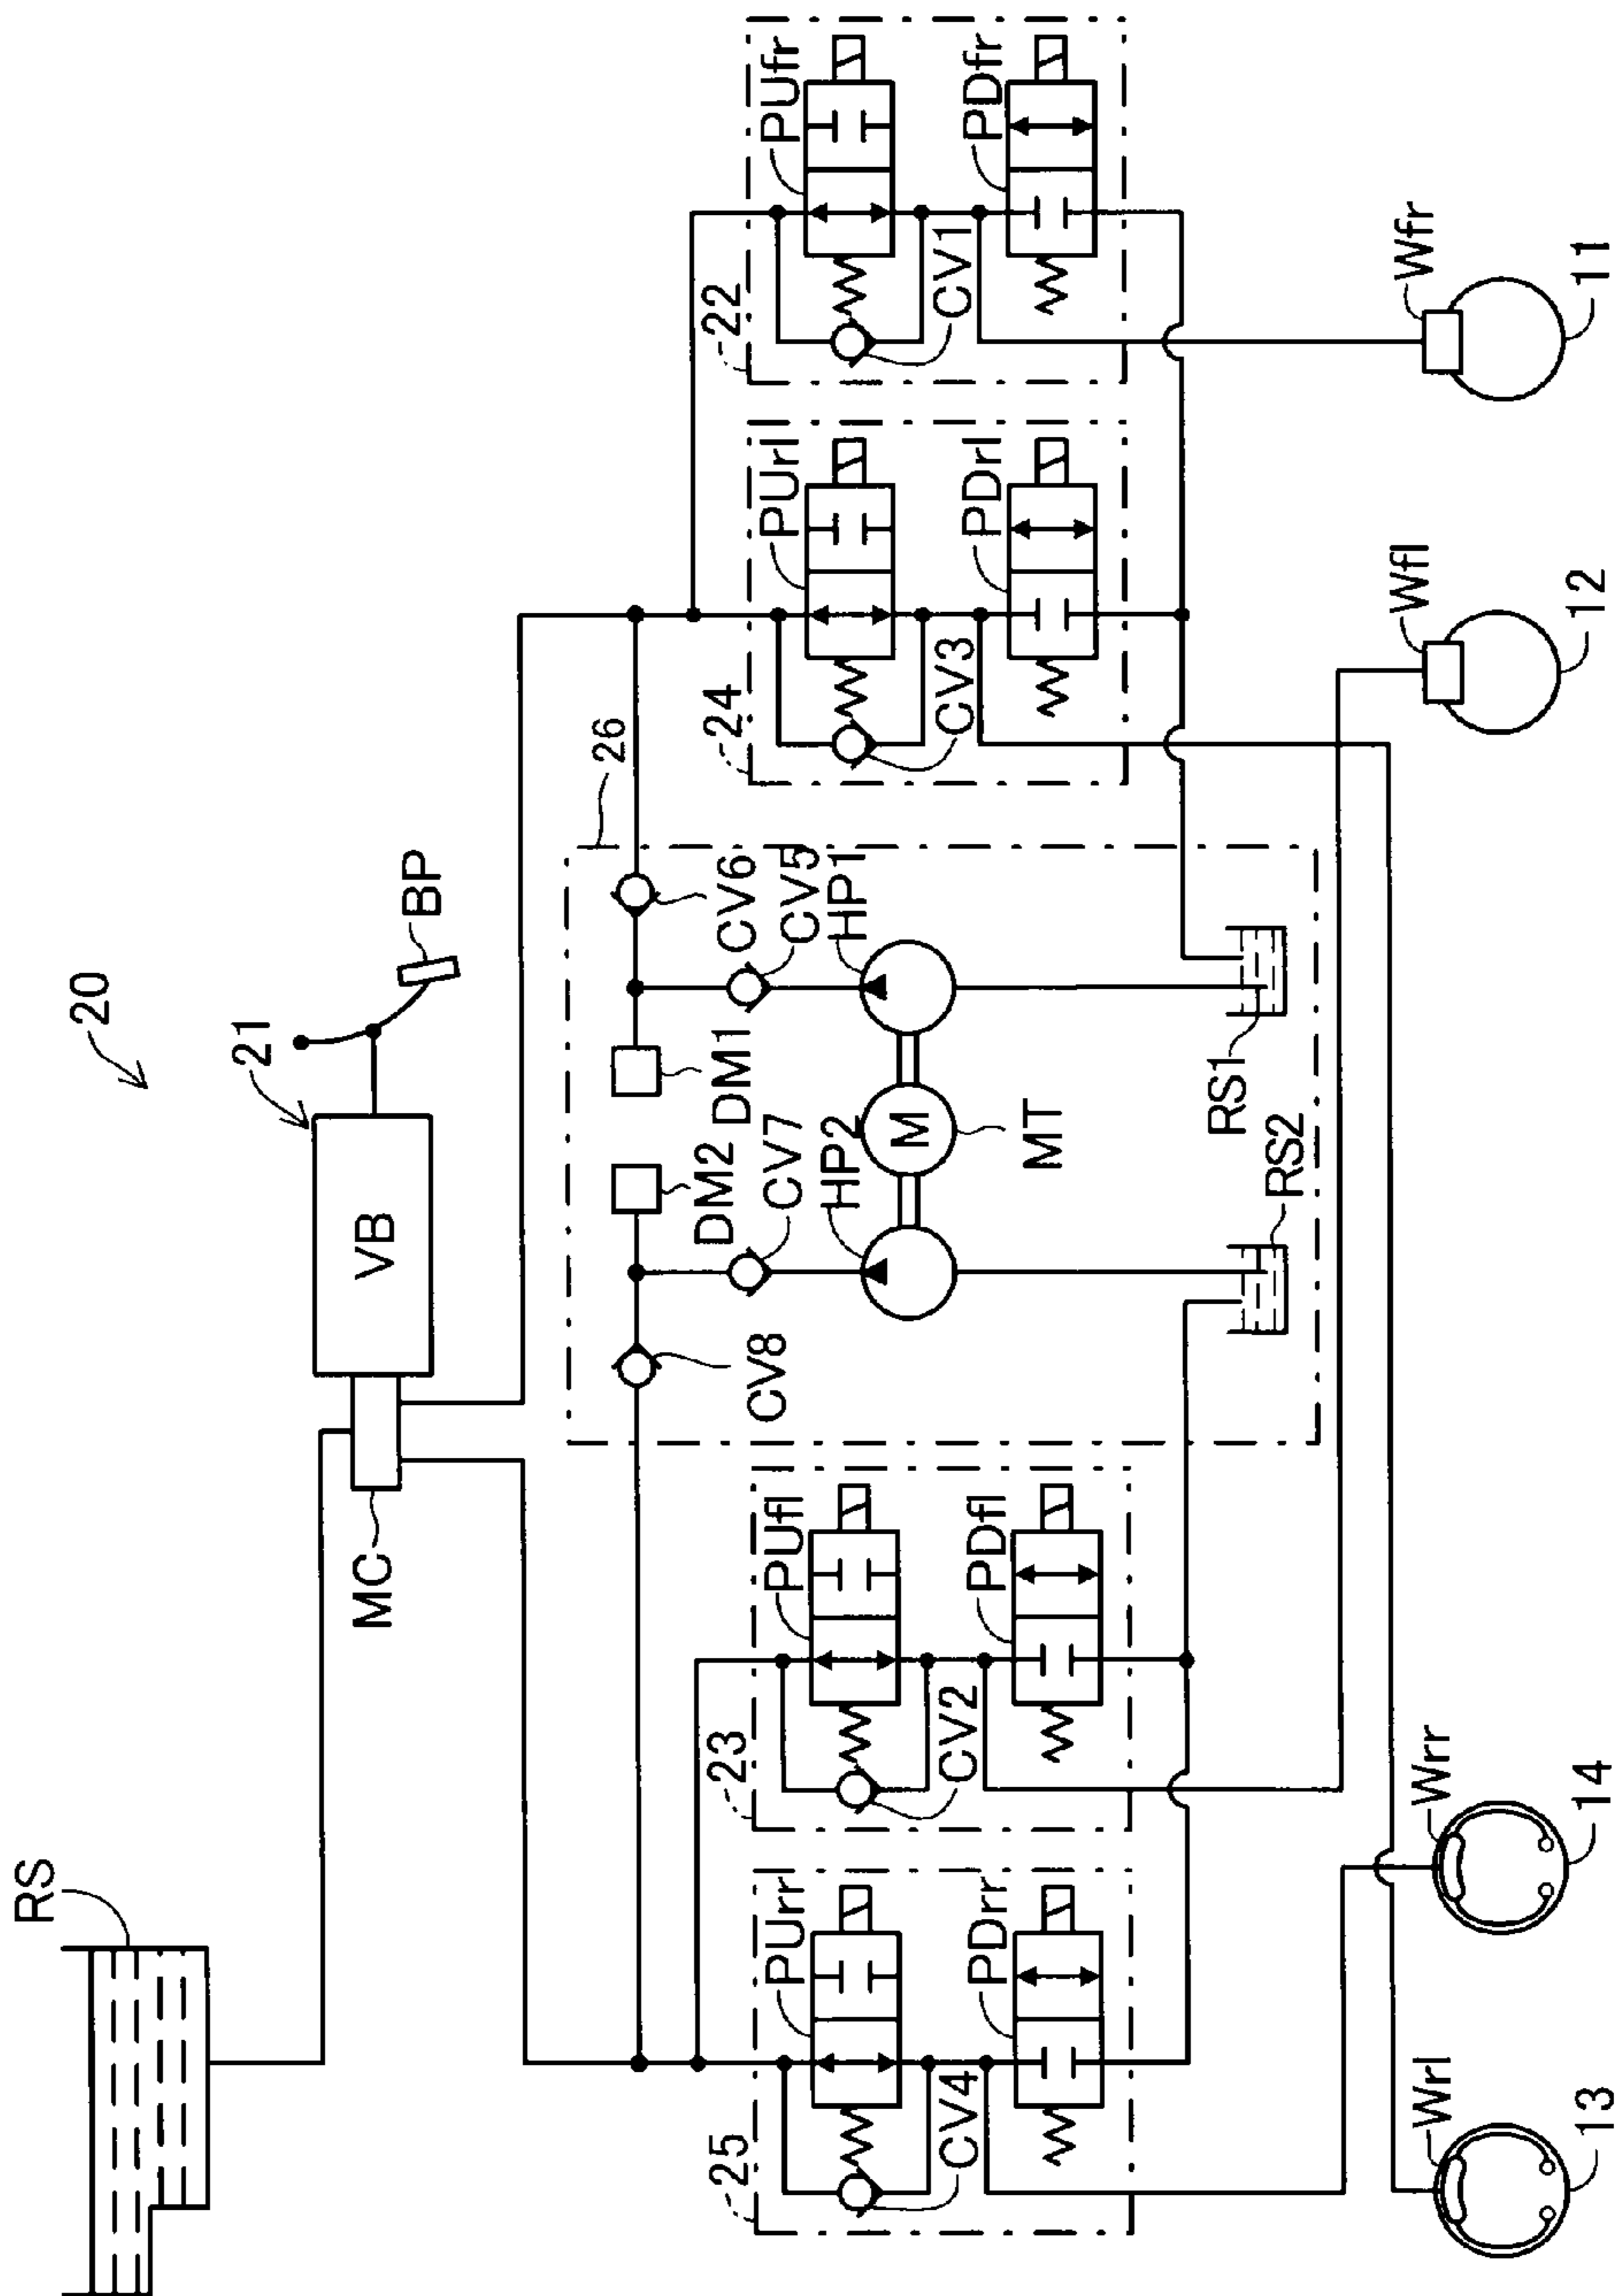 20
RS
21
VB
BP
MC
26
CV8
DM2
DM1
CV6
CV7
CV5
HP2
HP1
M
MT
RS1
RS2
25
PUrr
CV4
PDrr
23
PUfl
CV2
PDfl
24
PUrl
CV3
PDrl
22
PUfr
CV1
PDfr
Wrl
13
Wrr
14
Wfl
12
Wfr
11